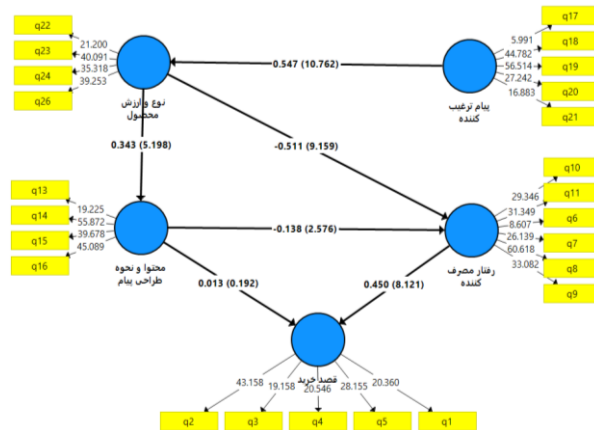 q22
q23
q24
q26
21.200
40.091
35.318
39.253
نوع و ارزش
محصول
0.547 (10.762)
q17
q18
q19
q20
q21
5.991
44.782
56.514
27.242
16.883
پیام ترغیب
کننده
0.343 (5.198)
-0.511 (9.159)
q13
q14
q15
q16
19.225
55.872
39.678
45.089
محتوا و نحوه
طراحی پیام
-0.138 (2.576)
q10
q11
q6
q7
q8
q9
29.346
31.349
8.607
26.139
60.618
33.082
رفتار مصرف
کننده
0.013 (0.192)
0.450 (8.121)
قصد خرید
43.158
19.158
20.546
28.155
20.360
q2
q3
q4
q5
q1